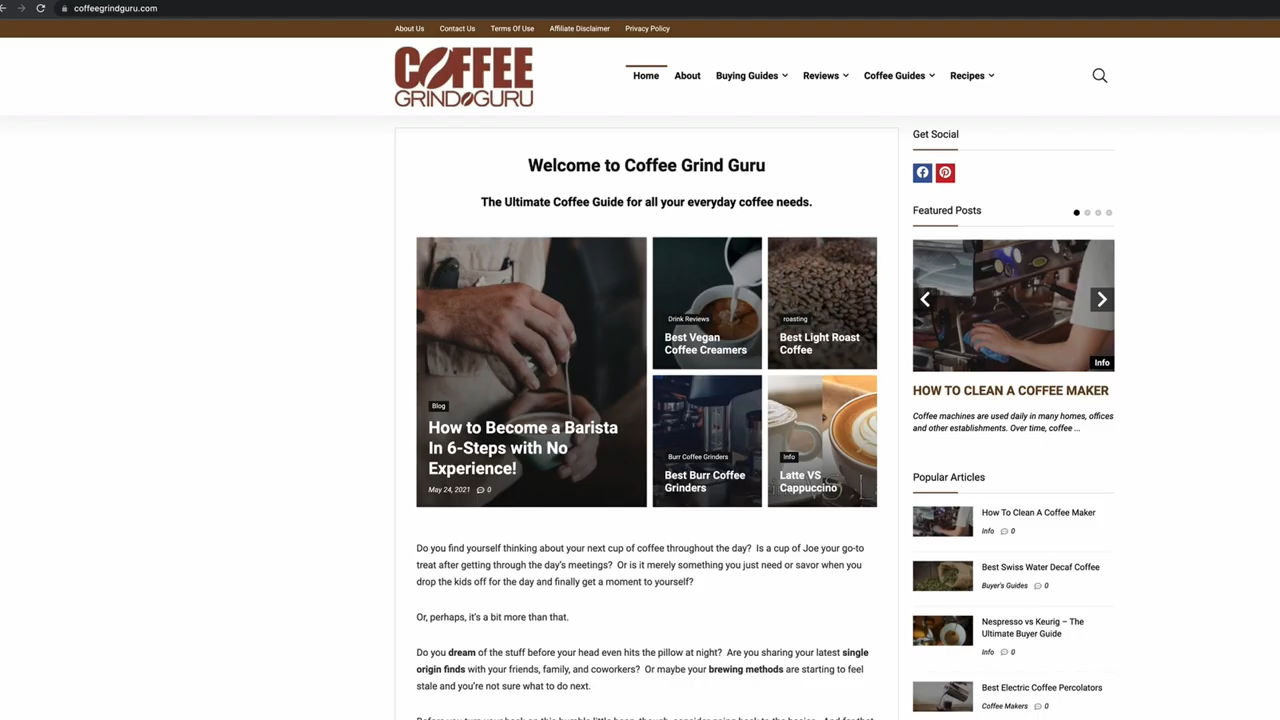 coffeegrindguru.com
About Us Contact Us Terms Of Use Affiliate Disclaimer Privacy Policy
COFFEE
GRIND GURU
Home About Buying Guides Reviews Coffee Guides Recipes
Welcome to Coffee Grind Guru
The Ultimate Coffee Guide for all your everyday coffee needs.
Blog
How to Become a Barista
In 6-Steps with No
Experience!
May 24, 2021 0
Drink Reviews
Best Vegan
Coffee Creamers
roasting
Best Light Roast
Coffee
Burr Coffee Grinders
Best Burr Coffee
Grinders
Info
Latte VS
Cappuccino
Do you find yourself thinking about your next cup of coffee throughout the day? Is a cup of Joe your go-to
treat after getting through the day's meetings? Or is it merely something you just need or savor when you
drop the kids off for the day and finally get a moment to yourself?
Or, perhaps, it's a bit more than that.
Do you dream of the stuff before your head even hits the pillow at night? Are you sharing your latest single
origin finds with your friends, family, and coworkers? Or maybe your brewing methods are starting to feel
stale and you're not sure what to do next.
Get Social
Featured Posts
Info
HOW TO CLEAN A COFFEE MAKER
Coffee machines are used daily in many homes, offices
and other establishments. Over time, coffee ...
Popular Articles
How To Clean A Coffee Maker
Info 0
Best Swiss Water Decaf Coffee
Buyer's Guides 0
Nespresso vs Keurig – The
Ultimate Buyer Guide
Info 0
Best Electric Coffee Percolators
Coffee Makers 0